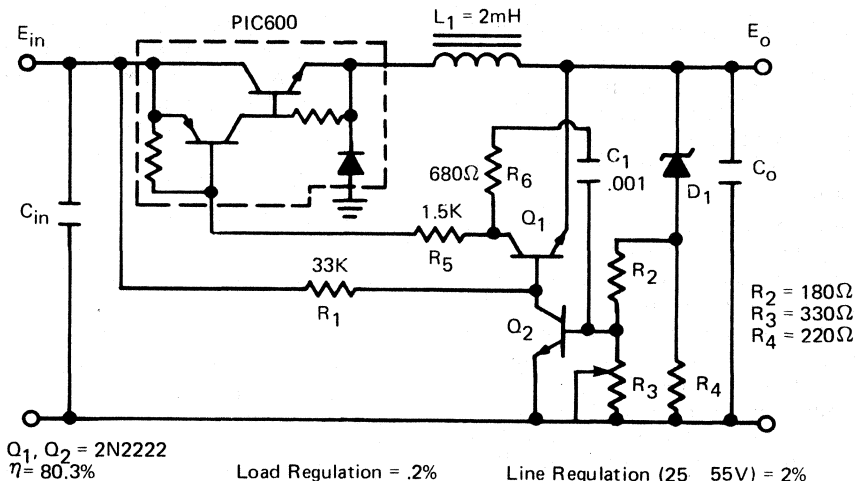 PIC600
L1 = 2mH
Ein
Eo
Cin
680Ω
R6
C1
.001
D1
Co
1.5K
R5
Q1
33K
R1
Q2
R2
R3
R4
R2 = 180Ω
R3 = 330Ω
R4 = 220Ω
Q1, Q2 = 2N2222
η = 80.3%
Load Regulation = .2%
Line Regulation (25 55V) = 2%